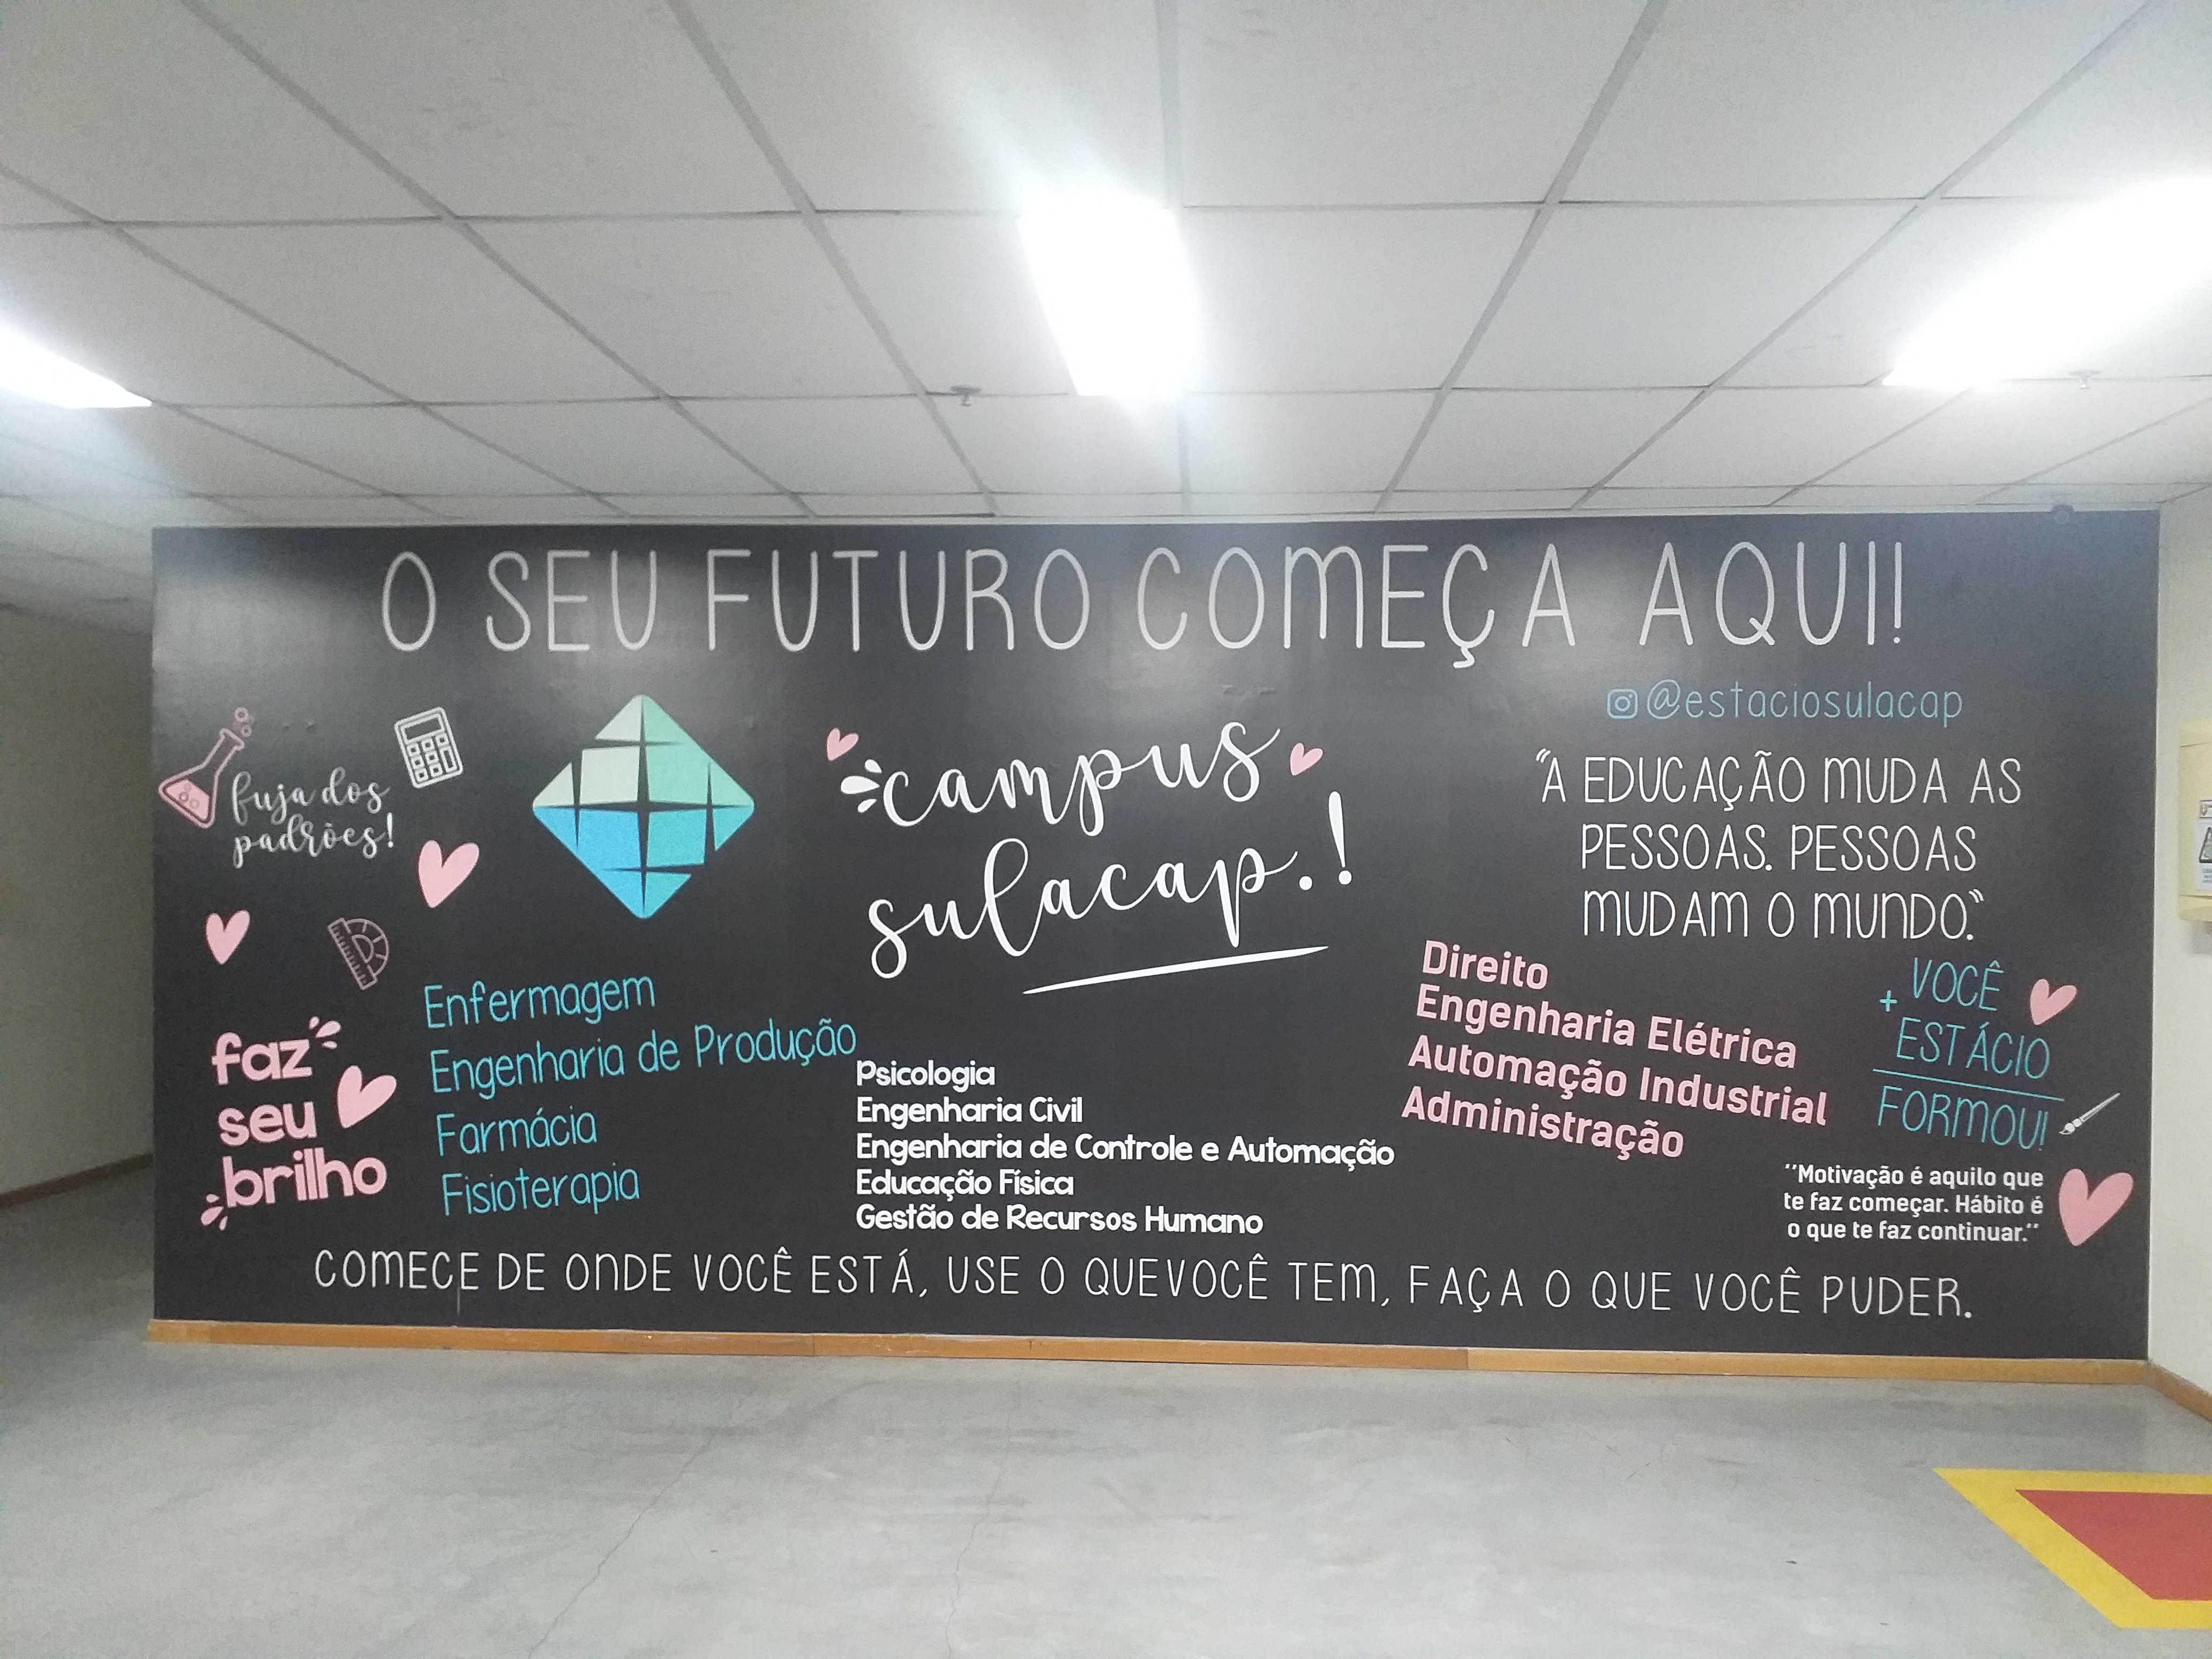 O SEU FUTURO COMEÇA AQUI!
@estaciosulacap
fuja dos
padrões!
campus
sulacap.!
"A EDUCAÇÃO MUDA AS
PESSOAS. PESSOAS
MUDAM O MUNDO."
faz
seu
brilho
Enfermagem
Engenharia de Produção
Farmácia
Fisioterapia
Psicologia
Engenharia Civil
Engenharia de Controle e Automação
Educação Física
Gestão de Recursos Humano
Direito
Engenharia Elétrica
Automação Industrial
Administração
VOCÊ
+ ESTÁCIO
FORMOU!
"Motivação é aquilo que
te faz começar. Hábito é
o que te faz continuar."
COMECE DE ONDE VOCÊ ESTÁ, USE O QUEVOCÊ TEM, FAÇA O QUE VOCÊ PUDER.